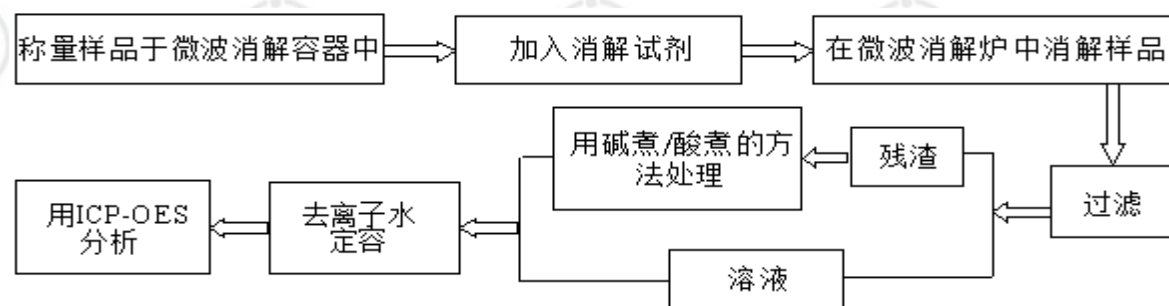 称量样品于微波消解容器中
加入消解试剂
在微波消解炉中消解样品
过滤
残渣
用碱煮/酸煮的方
法处理
溶液
去离子水
定容
用ICP-OES
分析